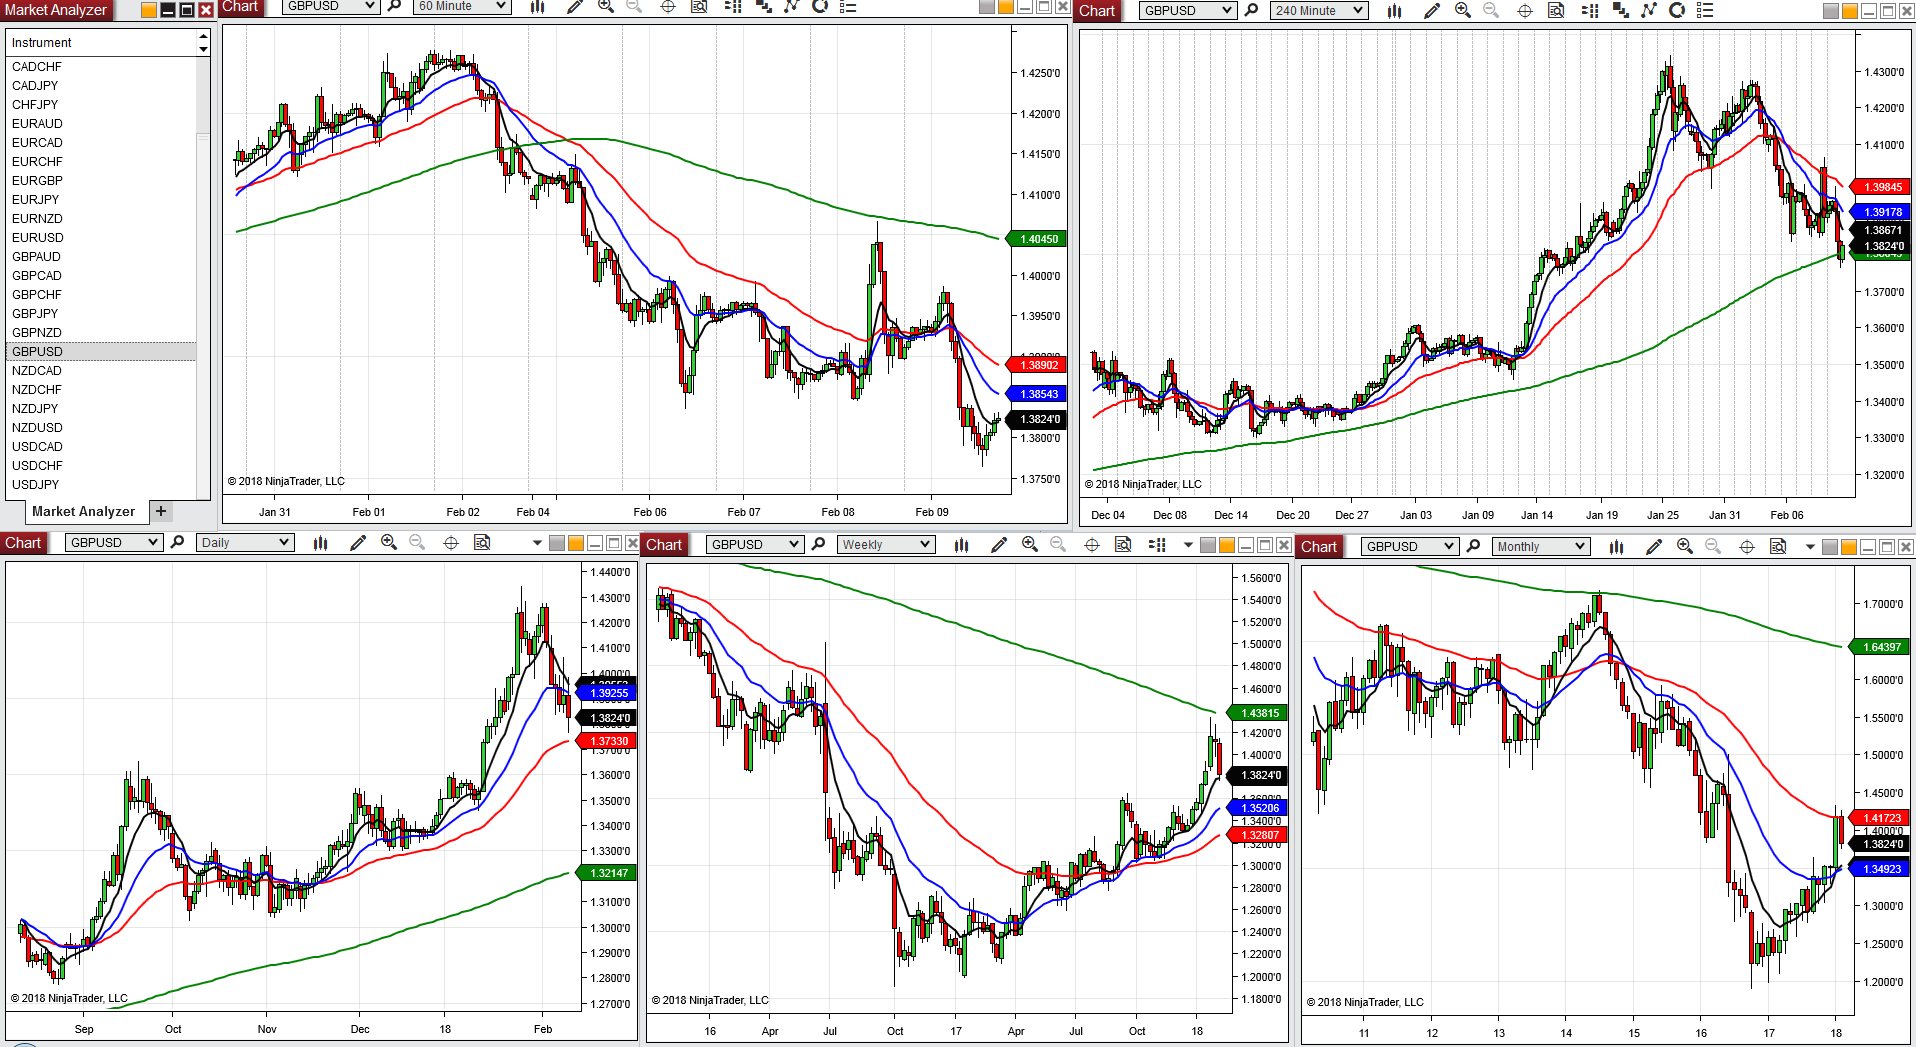 Market Analyzer
Instrument
CADCHF
CADJPY
CHFJPY
EURAUD
EURCAD
EURCHF
EURGBP
EURJPY
EURNZD
EURUSD
GBPAUD
GBPCAD
GBPCHF
GBPJPY
GBPNZD
GBPUSD
NZDCAD
NZDCHF
NZDJPY
NZDUSD
USDCAD
USDCHF
USDJPY
Market Analyzer +
Chart GBPUSD 60 Minute
1.4250'0
1.4200'0
1.4150'0
1.4100'0
1.40450
1.4000'0
1.3950'0
1.38902
1.38543
1.3824'0
1.3800'0
1.3750'0
© 2018 NinjaTrader, LLC
Jan 31 Feb 01 Feb 02 Feb 04 Feb 06 Feb 07 Feb 08 Feb 09
Chart GBPUSD 240 Minute
1.4300'0
1.4200'0
1.4100'0
1.39845
1.39178
1.38671
1.3824'0
1.3700'0
1.3600'0
1.3500'0
1.3400'0
1.3300'0
1.3200'0
© 2018 NinjaTrader, LLC
Dec 04 Dec 08 Dec 14 Dec 20 Dec 27 Jan 03 Jan 09 Jan 14 Jan 19 Jan 25 Jan 31 Feb 06
Chart GBPUSD Daily
1.4400'0
1.4300'0
1.4200'0
1.4100'0
1.39255
1.3824'0
1.37330
1.3700'0
1.3600'0
1.3500'0
1.3400'0
1.3300'0
1.32147
1.3100'0
1.3000'0
1.2900'0
1.2800'0
1.2700'0
© 2018 NinjaTrader, LLC
Sep Oct Nov Dec 18 Feb
Chart GBPUSD Weekly
1.5600'0
1.5400'0
1.5200'0
1.5000'0
1.4800'0
1.4600'0
1.43815
1.4200'0
1.4000'0
1.3824'0
1.35206
1.3400'0
1.32807
1.3000'0
1.2800'0
1.2600'0
1.2400'0
1.2200'0
1.2000'0
1.1800'0
© 2018 NinjaTrader, LLC
16 Apr Jul Oct 17 Apr Jul Oct 18
Chart GBPUSD Monthly
1.7000'0
1.64397
1.6000'0
1.5500'0
1.5000'0
1.4500'0
1.41723
1.4000'0
1.3824'0
1.34923
1.3000'0
1.2500'0
1.2000'0
© 2018 NinjaTrader, LLC
11 12 13 14 15 16 17 18